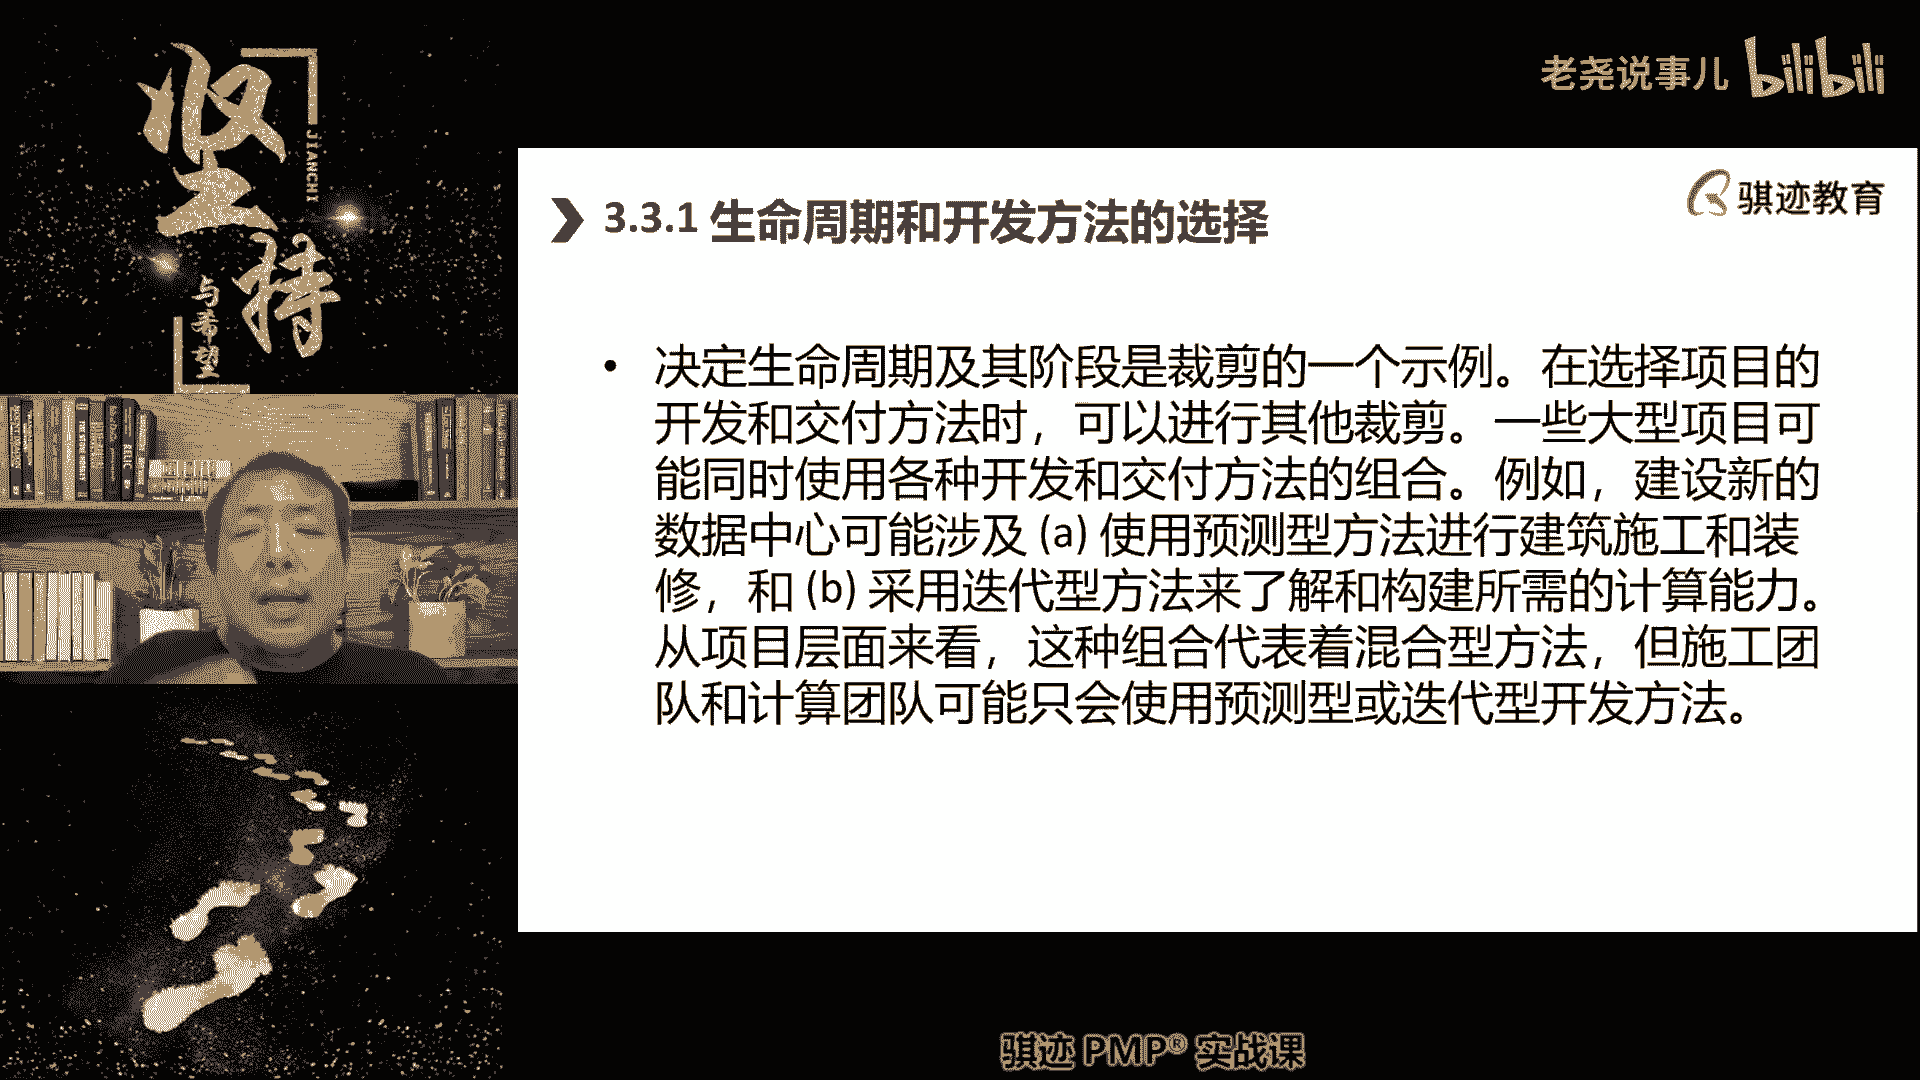 坚持
JIANCHI
与希望
老尧说事儿 bilibili
骐迹教育
3.3.1 生命周期和开发方法的选择
• 决定生命周期及其阶段是裁剪的一个示例。在选择项目的
开发和交付方法时，可以进行其他裁剪。一些大型项目可
能同时使用各种开发和交付方法的组合。例如，建设新的
数据中心可能涉及 (a) 使用预测型方法进行建筑施工和装
修，和 (b) 采用迭代型方法来了解和构建所需的计算能力。
从项目层面来看，这种组合代表着混合型方法，但施工团
队和计算团队可能只会使用预测型或迭代型开发方法。
骐迹 PMP® 实战课